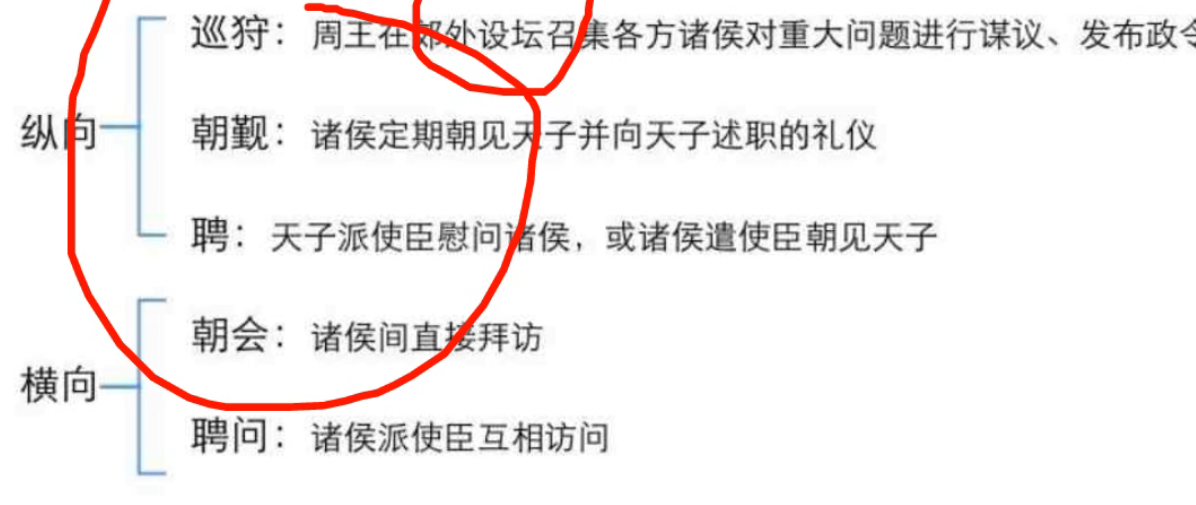 巡狩：周王在郊外设坛召集各方诸侯对重大问题进行谋议、发布政令
纵向
朝觐：诸侯定期朝见天子并向天子述职的礼仪
聘：天子派使臣慰问诸侯，或诸侯遣使臣朝见天子
朝会：诸侯间直接拜访
横向
聘问：诸侯派使臣互相访问